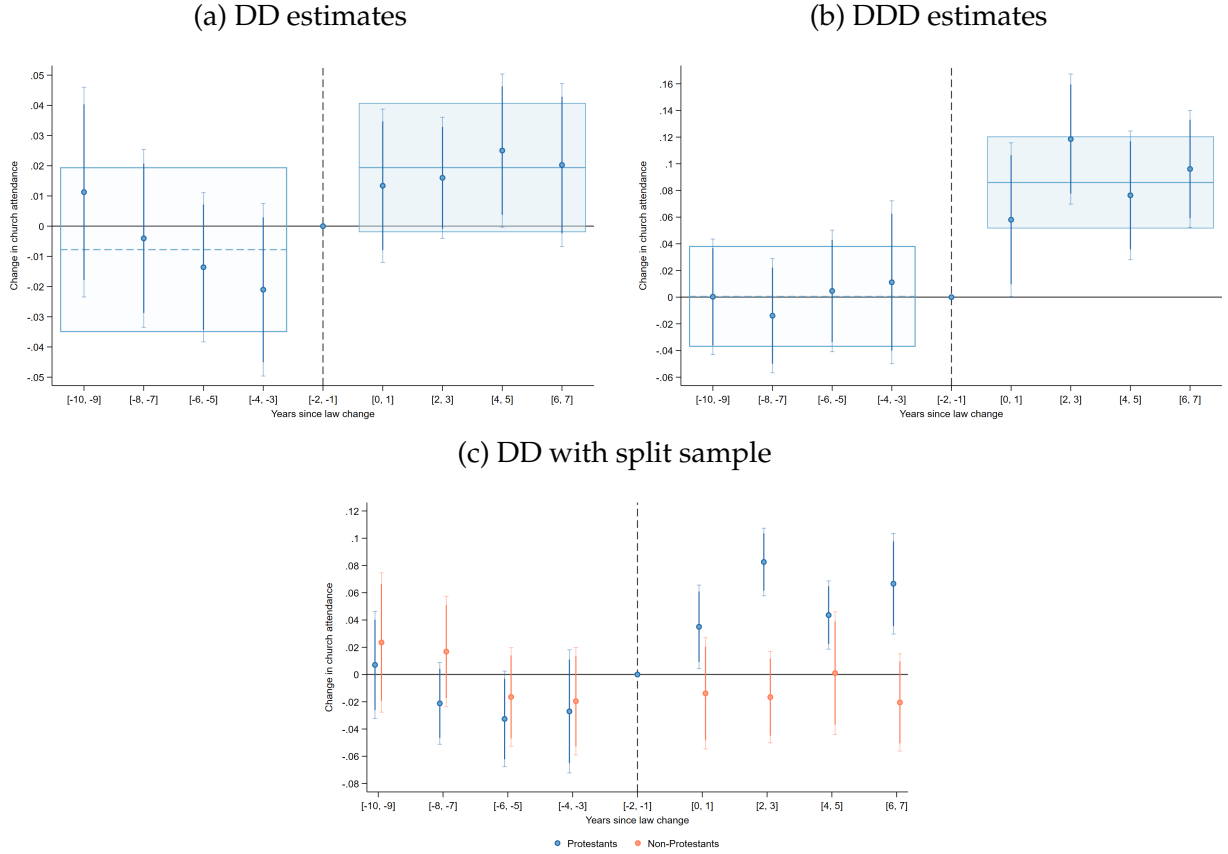 (a) DD estimates
Change in church attendance
.05
.04
.03
.02
.01
0
-.01
-.02
-.03
-.04
-.05
[-10, -9] [-8, -7] [-6, -5] [-4, -3] [-2, -1] [0, 1] [2, 3] [4, 5] [6, 7]
Years since law change
(b) DDD estimates
Change in church attendance
.16
.14
.12
.1
.08
.06
.04
.02
0
-.02
-.04
-.06
[-10, -9] [-8, -7] [-6, -5] [-4, -3] [-2, -1] [0, 1] [2, 3] [4, 5] [6, 7]
Years since law change
(c) DD with split sample
Change in church attendance
.12
.1
.08
.06
.04
.02
0
-.02
-.04
-.06
-.08
[-10, -9] [-8, -7] [-6, -5] [-4, -3] [-2, -1] [0, 1] [2, 3] [4, 5] [6, 7]
Years since law change
Protestants Non-Protestants